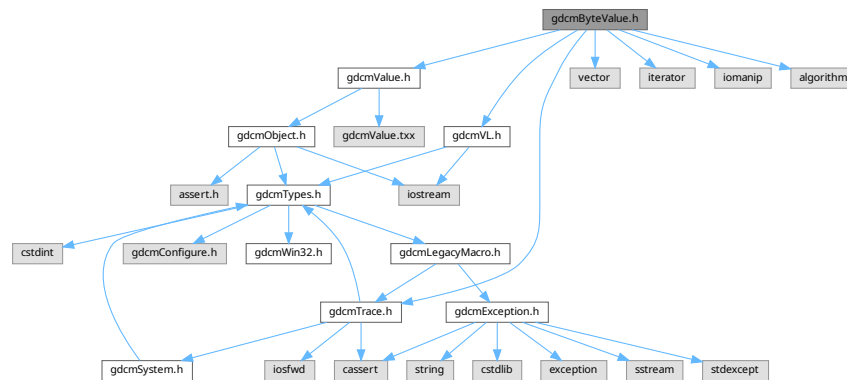 gdcmByteValue.h
gdcmValue.h
vector
iterator
iomanip
algorithm
gdcmObject.h
gdcmValue.txx
gdcmVL.h
assert.h
gdcmTypes.h
iostream
cstdint
gdcmConfigure.h
gdcmWin32.h
gdcmLegacyMacro.h
gdcmTrace.h
gdcmException.h
gdcmSystem.h
iosfwd
cassert
string
cstdlib
exception
sstream
stdexcept